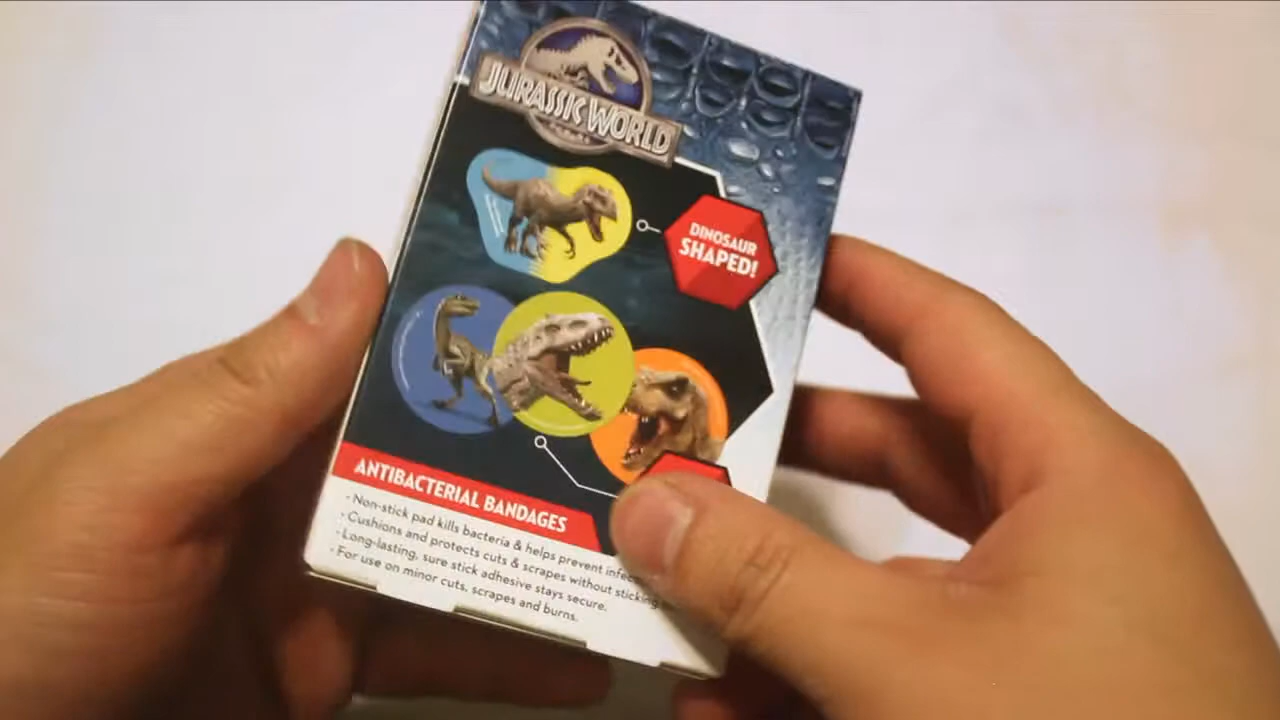 JURASSIC WORLD
DINOSAUR
SHAPED!
ANTIBACTERIAL BANDAGES
· Non-stick pad kills bacteria & helps prevent
· Cushions and protects cuts & scrapes without sticking
· Long-lasting, sure stick adhesive stays secure.
· For use on minor cuts, scrapes and burns.